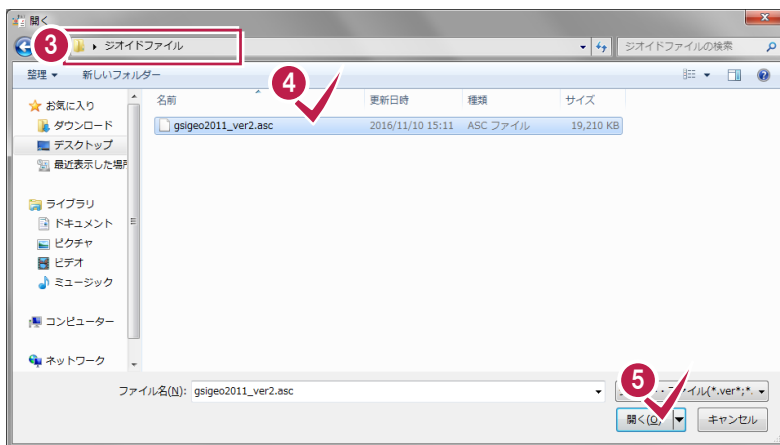 開く
3
ジオイドファイル
ジオイドファイルの検索
整理
新しいフォルダー
4
お気に入り
ダウンロード
デスクトップ
最近表示した場所
ライブラリ
ドキュメント
ピクチャ
ビデオ
ミュージック
コンピューター
ネットワーク
名前
更新日時
種類
サイズ
gsigeo2011_ver2.asc
2016/11/10 15:11
ASC ファイル
19,210 KB
ファイル名(N):
gsigeo2011_ver2.asc
5
ファイル(*.ver*;*.
開く(O)
キャンセル